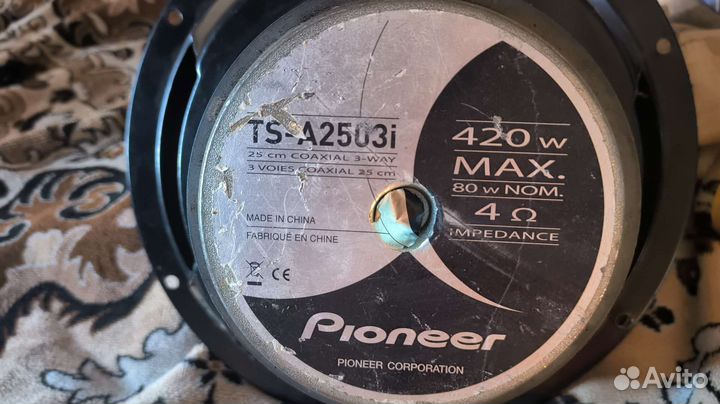 TS-A2503i
25 cm COAXIAL 3-WAY
3 VOIES COAXIAL 25 cm
420 W
MAX.
80 W NOM.
4 Ω
IMPEDANCE
MADE IN CHINA
FABRIQUÉ EN CHINE
CE
Pioneer
PIONEER CORPORATION
Avito